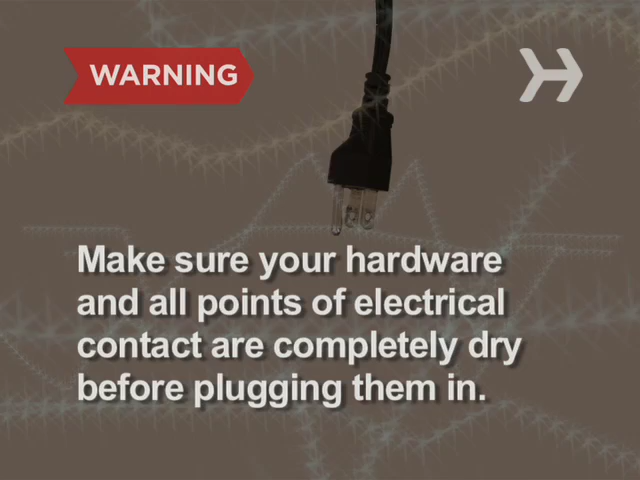 WARNING
Make sure your hardware
and all points of electrical
contact are completely dry
before plugging them in.